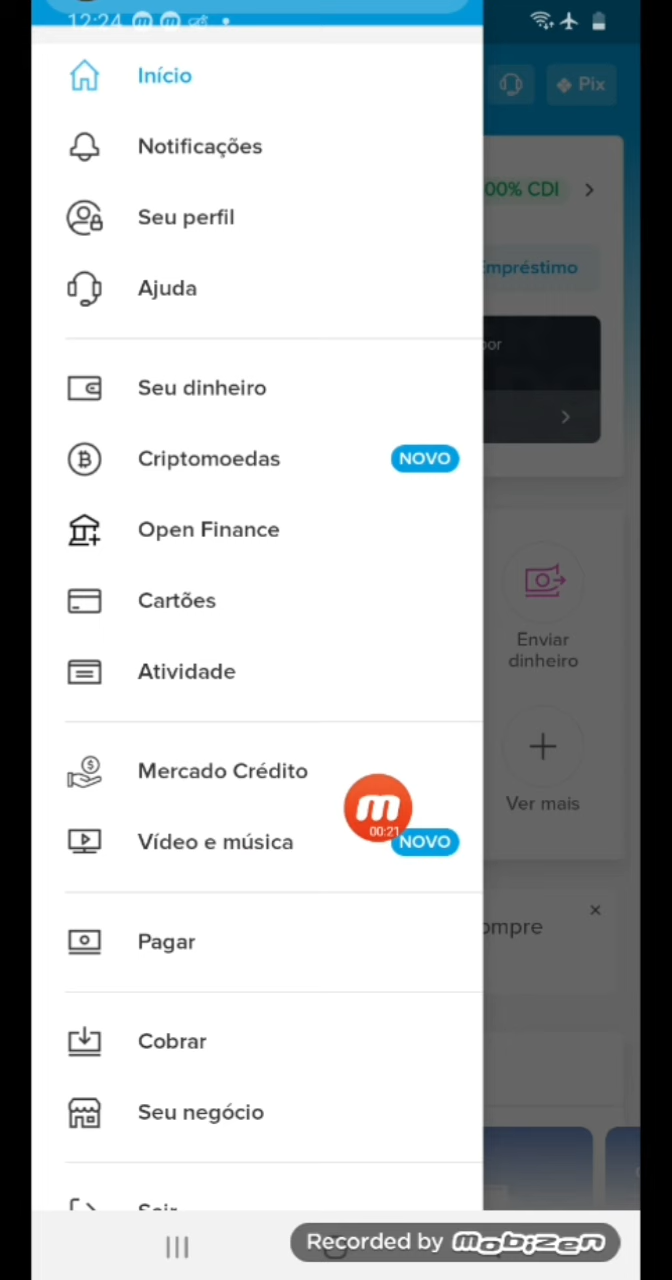 12:24
Início
Pix
Notificações
00% CDI
Seu perfil
Empréstimo
Ajuda
por
Seu dinheiro
Criptomoedas
NOVO
Open Finance
Cartões
Enviar
dinheiro
Atividade
Mercado Crédito
m
00:21
Ver mais
Vídeo e música
NOVO
ompre
Pagar
Cobrar
Seu negócio
Sair
Recorded by mobizen